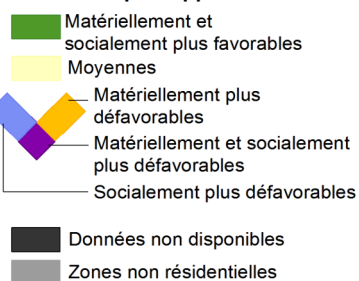 Matériellement et
socialement plus favorables
Moyennes
Matériellement plus
défavorables
Matériellement et socialement
plus défavorables
Socialement plus défavorables
Données non disponibles
Zones non résidentielles